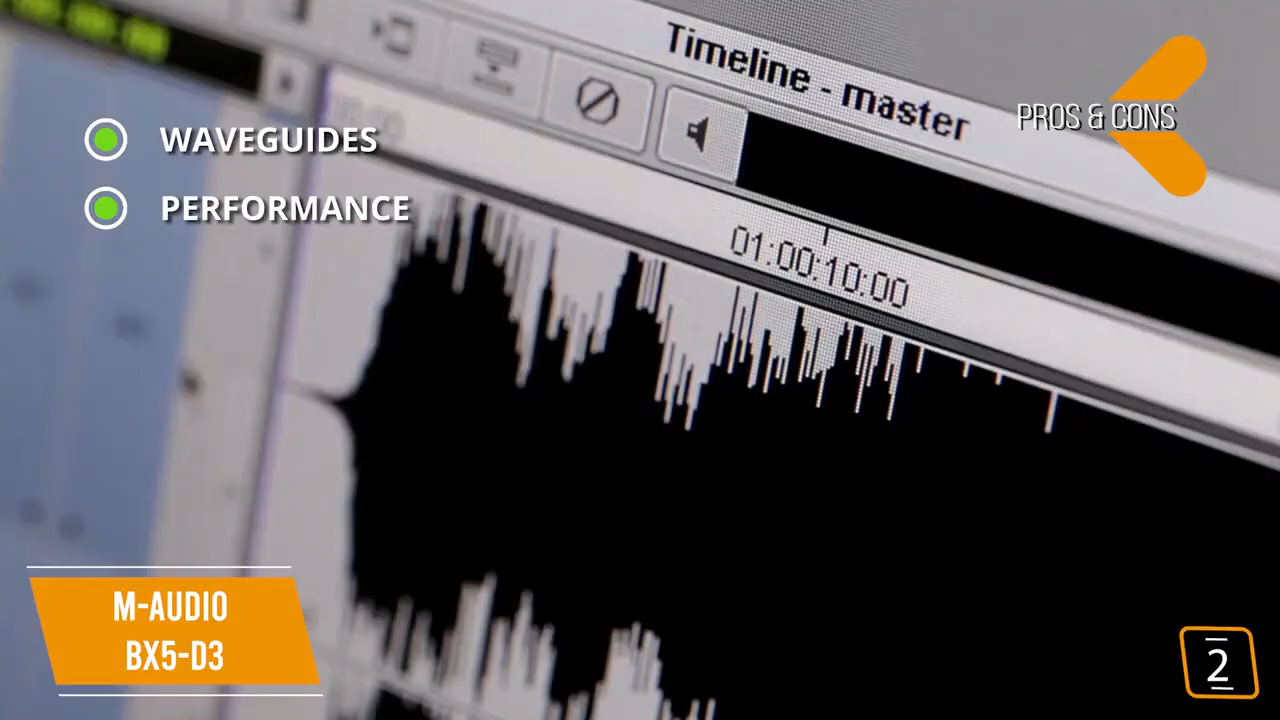 Timeline - master
PROS & CONS
WAVEGUIDES
PERFORMANCE
01:00:10:00
M-AUDIO
BX5-D3
2